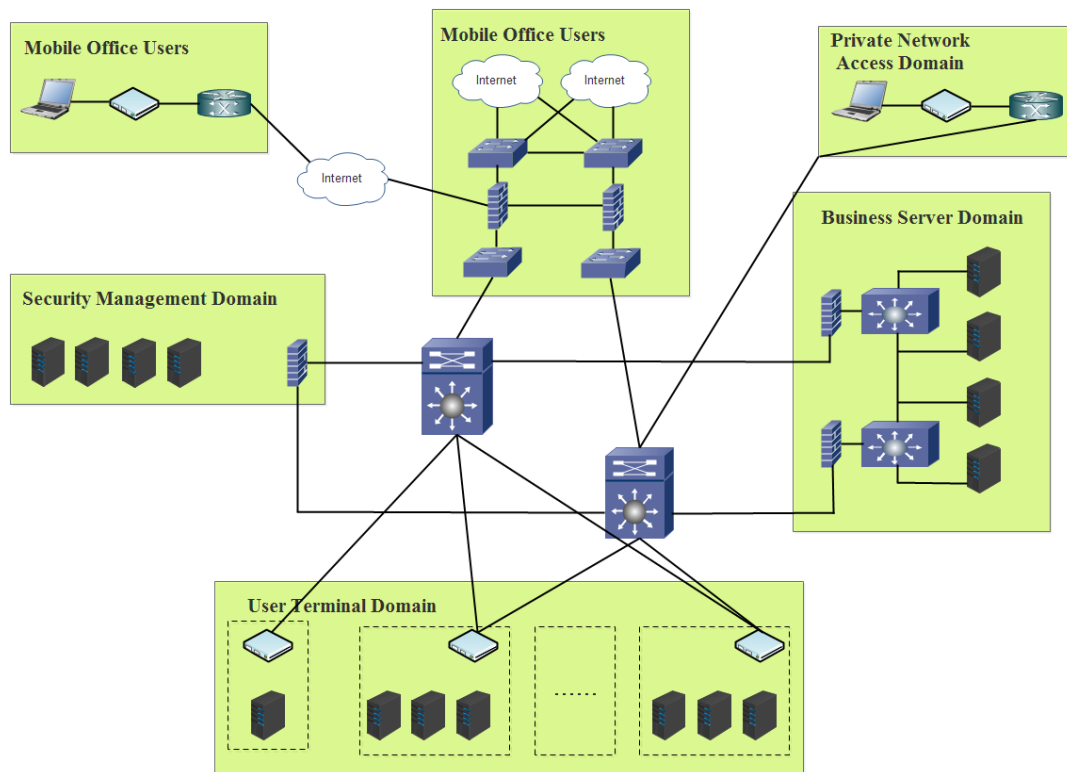 Mobile Office Users
Internet
Mobile Office Users
Internet
Internet
Private Network
Access Domain
Business Server Domain
Security Management Domain
User Terminal Domain
......